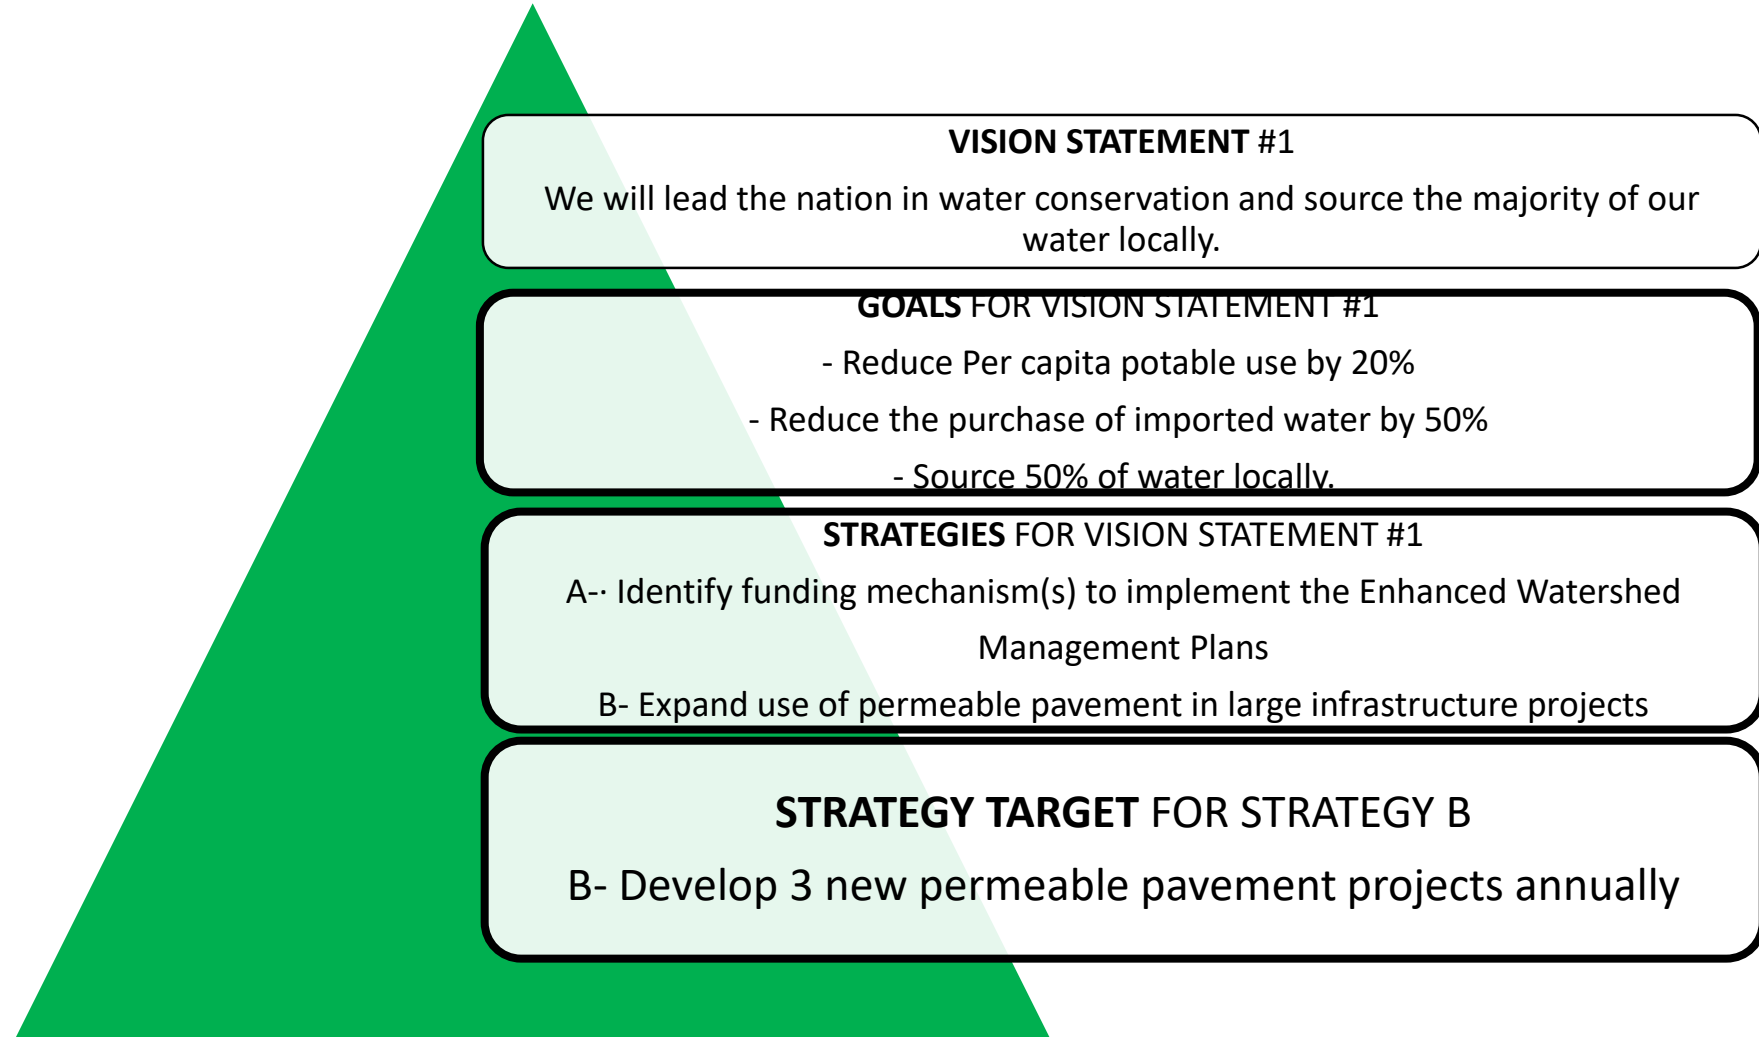 VISION STATEMENT #1
We will lead the nation in water conservation and source the majority of our
water locally.
GOALS FOR VISION STATEMENT #1
- Reduce Per capita potable use by 20%
- Reduce the purchase of imported water by 50%
- Source 50% of water locally.
STRATEGIES FOR VISION STATEMENT #1
A-· Identify funding mechanism(s) to implement the Enhanced Watershed
Management Plans
B- Expand use of permeable pavement in large infrastructure projects
STRATEGY TARGET FOR STRATEGY B
B- Develop 3 new permeable pavement projects annually